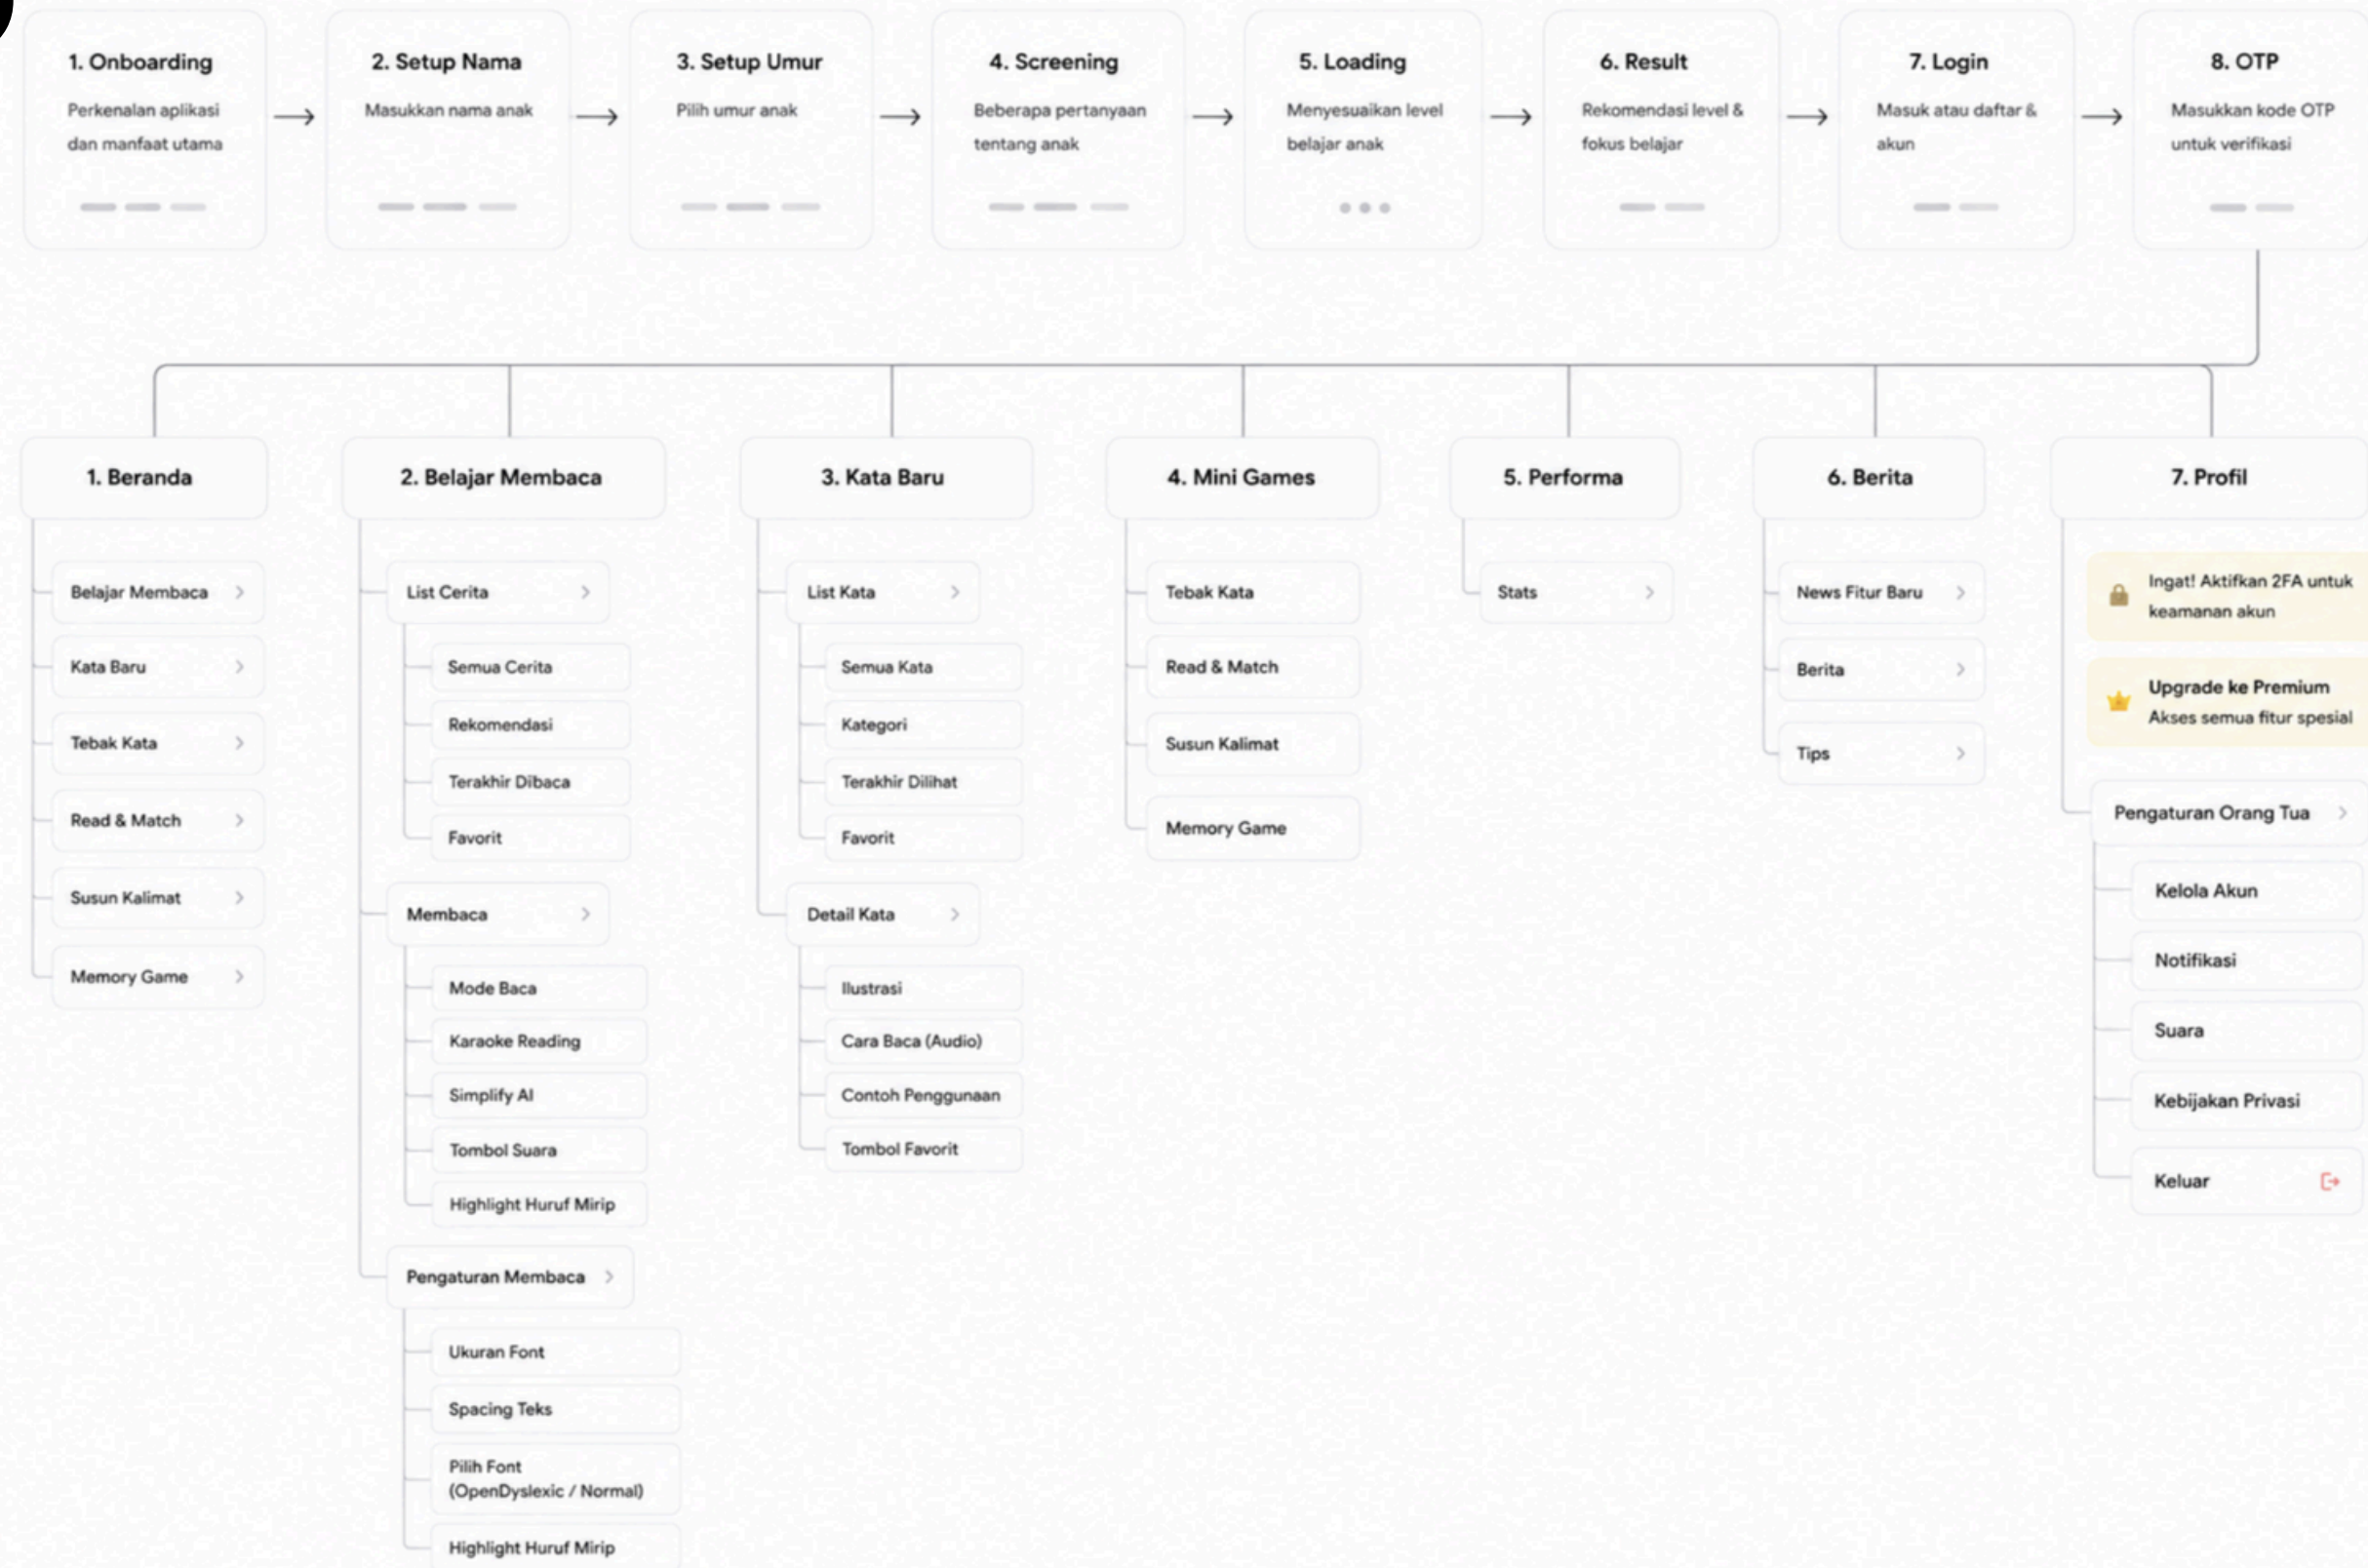 1. Onboarding
Perkenalan aplikasi
dan manfaat utama
2. Setup Nama
Masukkan nama anak
3. Setup Umur
Pilih umur anak
4. Screening
Beberapa pertanyaan
tentang anak
5. Loading
Menyesuaikan level
belajar anak
6. Result
Rekomendasi level &
fokus belajar
7. Login
Masuk atau daftar &
akun
8. OTP
Masukkan kode OTP
untuk verifikasi
1. Beranda
Belajar Membaca
Kata Baru
Tebak Kata
Read & Match
Susun Kalimat
Memory Game
2. Belajar Membaca
List Cerita
Semua Cerita
Rekomendasi
Terakhir Dibaca
Favorit
Membaca
Mode Baca
Karaoke Reading
Simplify AI
Tombol Suara
Highlight Huruf Mirip
Pengaturan Membaca
Ukuran Font
Spacing Teks
Pilih Font
(OpenDyslexic / Normal)
Highlight Huruf Mirip
3. Kata Baru
List Kata
Semua Kata
Kategori
Terakhir Dilihat
Favorit
Detail Kata
Ilustrasi
Cara Baca (Audio)
Contoh Penggunaan
Tombol Favorit
4. Mini Games
Tebak Kata
Read & Match
Susun Kalimat
Memory Game
5. Performa
Stats
6. Berita
News Fitur Baru
Berita
Tips
7. Profil
Ingat! Aktifkan 2FA untuk
keamanan akun
Upgrade ke Premium
Akses semua fitur spesial
Pengaturan Orang Tua
Kelola Akun
Notifikasi
Suara
Kebijakan Privasi
Keluar